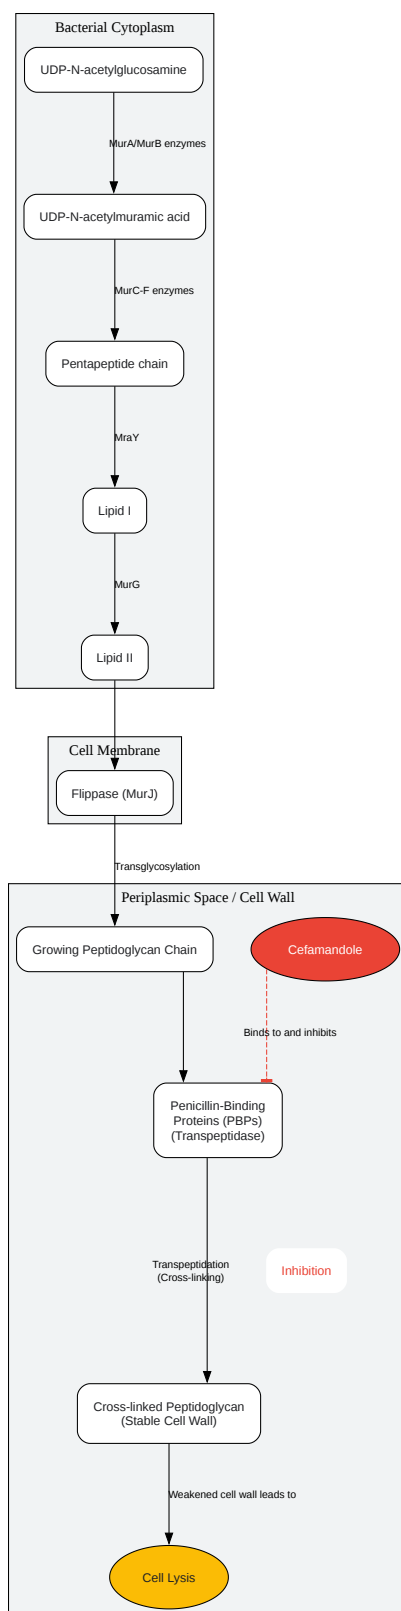 Bacterial Cytoplasm
UDP-N-acetylglucosamine
MurA/MurB enzymes
UDP-N-acetylmuramic acid
MurC-F enzymes
Pentapeptide chain
MraY
Lipid I
MurG
Lipid II
Cell Membrane
Flippase (MurJ)
Transglycosylation
Periplasmic Space / Cell Wall
Growing Peptidoglycan Chain
Cefamandole
Binds to and inhibits
Penicillin-Binding
Proteins (PBPs)
(Transpeptidase)
Transpeptidation
(Cross-linking)
Inhibition
Cross-linked Peptidoglycan
(Stable Cell Wall)
Weakened cell wall leads to
Cell Lysis